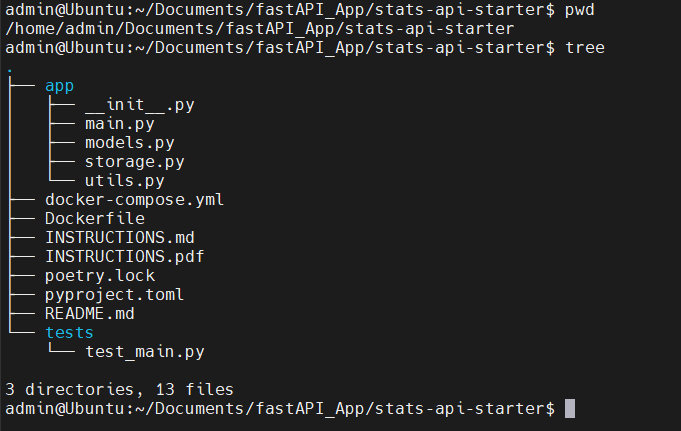 admin@Ubuntu:~/Documents/fastAPI_App/stats-api-starter$ pwd
/home/admin/Documents/fastAPI_App/stats-api-starter
admin@Ubuntu:~/Documents/fastAPI_App/stats-api-starter$ tree
.
├── app
│   ├── __init__.py
│   ├── main.py
│   ├── models.py
│   ├── storage.py
│   └── utils.py
├── docker-compose.yml
├── Dockerfile
├── INSTRUCTIONS.md
├── INSTRUCTIONS.pdf
├── poetry.lock
├── pyproject.toml
├── README.md
└── tests
    └── test_main.py

3 directories, 13 files
admin@Ubuntu:~/Documents/fastAPI_App/stats-api-starter$